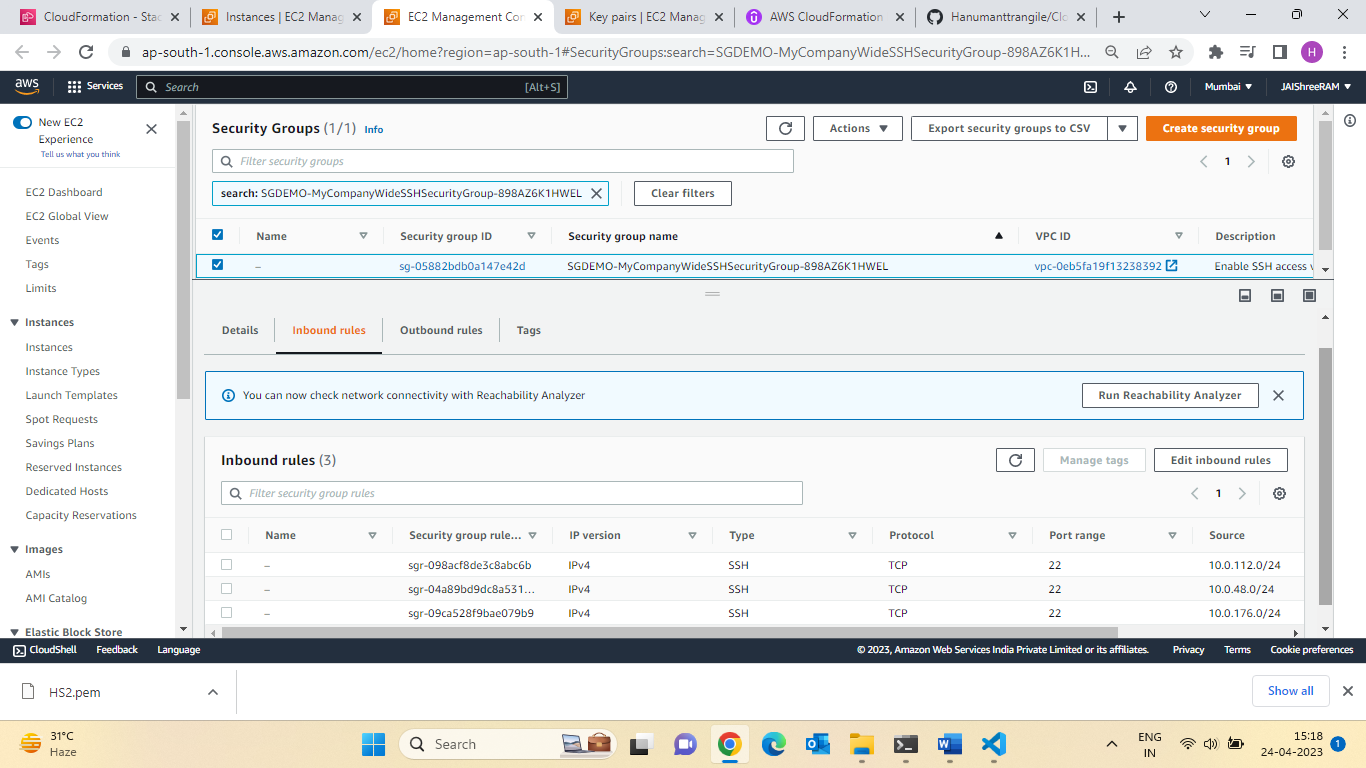 CloudFormation - Stac
Instances | EC2 Manag
EC2 Management Con
Key pairs | EC2 Manag
AWS CloudFormation
Hanumanttrangile/Clo
ap-south-1.console.aws.amazon.com/ec2/home?region=ap-south-1#SecurityGroups:search=SGDEMO-MyCompanyWideSSHSecurityGroup-898AZ6K1H...
H
aws
Services
Search
[Alt+S]
Mumbai
JAIShreeRAM
New EC2
Experience
Tell us what you think
EC2 Dashboard
EC2 Global View
Events
Tags
Limits
Instances
Instances
Instance Types
Launch Templates
Spot Requests
Savings Plans
Reserved Instances
Dedicated Hosts
Capacity Reservations
Images
AMIs
AMI Catalog
Elastic Block Store
Security Groups (1/1) Info
Actions
Export security groups to CSV
Create security group
Filter security groups
1
search: SGDEMO-MyCompanyWideSSHSecurityGroup-898AZ6K1HWEL
Clear filters
Name Security group ID Security group name VPC ID Description
– sg-05882bdb0a147e42d SGDEMO-MyCompanyWideSSHSecurityGroup-898AZ6K1HWEL vpc-0eb5fa19f13238392 Enable SSH access v
Details
Inbound rules
Outbound rules
Tags
You can now check network connectivity with Reachability Analyzer
Run Reachability Analyzer
Inbound rules (3)
Manage tags
Edit inbound rules
Filter security group rules
1
Name Security group rule... IP version Type Protocol Port range Source
– sgr-098acf8de3c8abc6b IPv4 SSH TCP 22 10.0.112.0/24
– sgr-04a89bd9dc8a531... IPv4 SSH TCP 22 10.0.48.0/24
– sgr-09ca528f9bae079b9 IPv4 SSH TCP 22 10.0.176.0/24
CloudShell
Feedback
Language
© 2023, Amazon Web Services India Private Limited or its affiliates.
Privacy
Terms
Cookie preferences
HS2.pem
Show all
31°C
Haze
Search
ENG
IN
15:18
24-04-2023
1